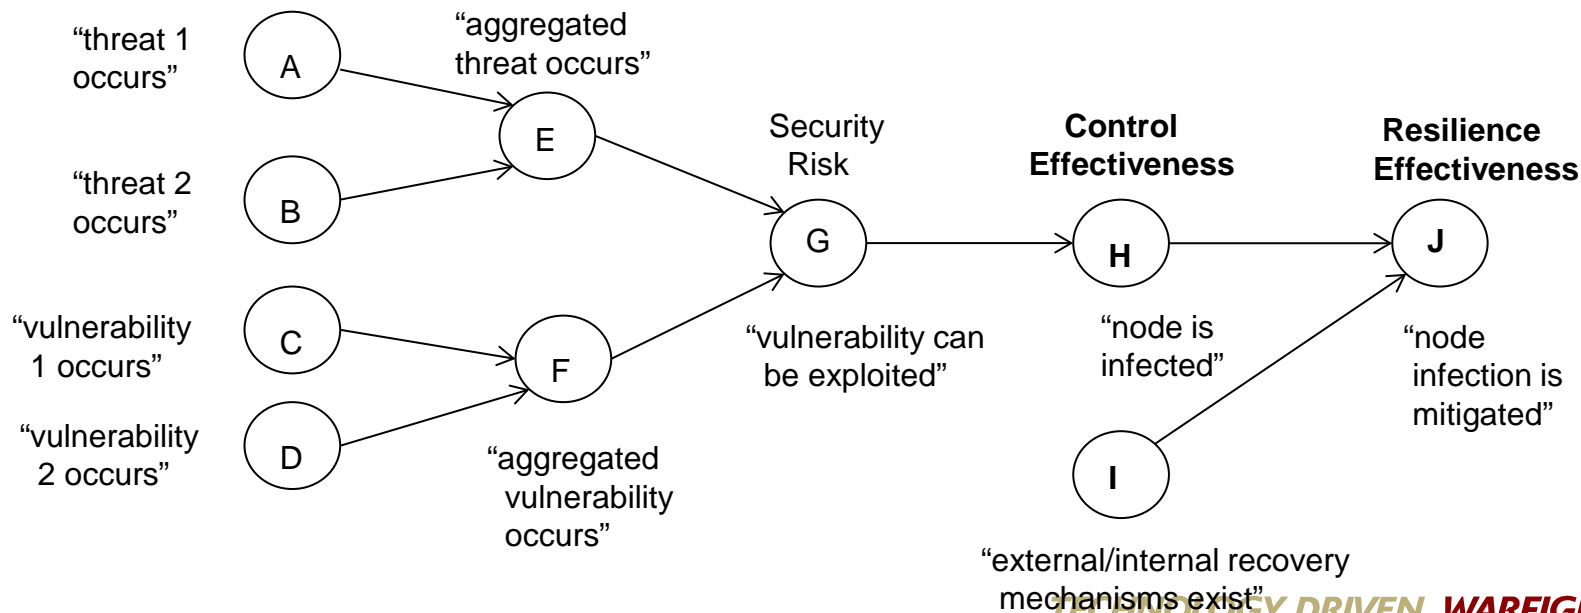 “threat 1
occurs”
A
“aggregated
threat occurs”
E
“threat 2
occurs”
B
Security
Risk
G
“vulnerability can
be exploited”
Control
Effectiveness
H
“node is
infected”
Resilience
Effectiveness
J
“node
infection is
mitigated”
“vulnerability
1 occurs”
C
F
“vulnerability
2 occurs”
D
“aggregated
vulnerability
occurs”
I
“external/internal recovery
mechanisms exist”
TECHNOLOGY DRIVEN.